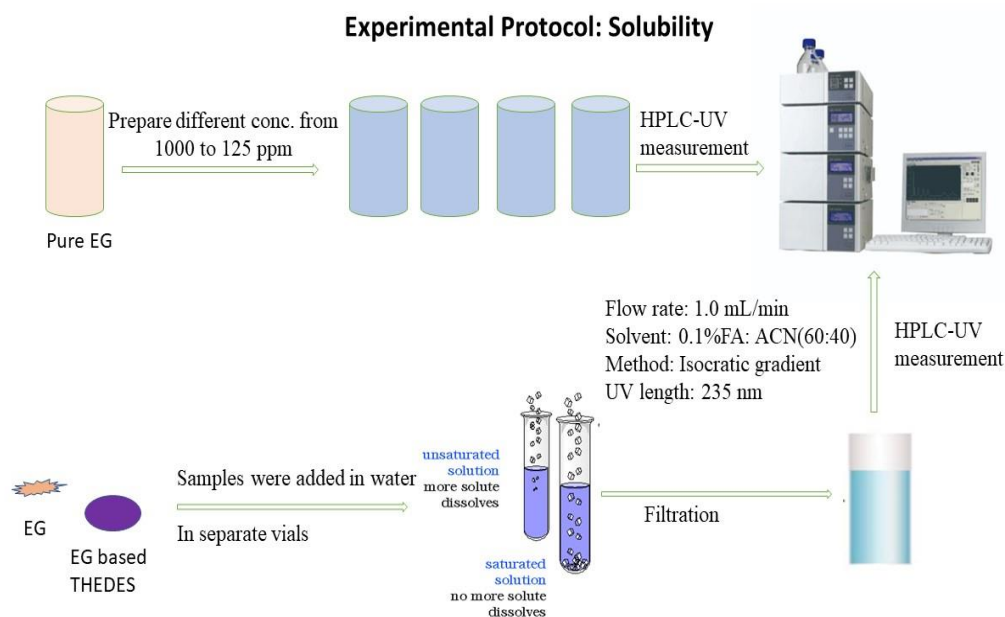 Experimental Protocol: Solubility
Prepare different conc. from
1000 to 125 ppm
HPLC-UV
measurement
Pure EG
Flow rate: 1.0 mL/min
Solvent: 0.1%FA: ACN(60:40)
Method: Isocratic gradient
UV length: 235 nm
HPLC-UV
measurement
EG
EG based
THEDES
Samples were added in water
In separate vials
unsaturated
solution
more solute
dissolves
saturated
solution
no more solute
dissolves
Filtration